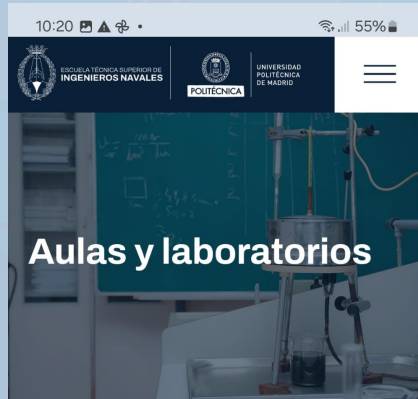 10:20
55%
ESCUELA TÉCNICA SUPERIOR DE
INGENIEROS NAVALES
POLITÉCNICA
UNIVERSIDAD
POLITÉCNICA
DE MADRID
Aulas y laboratorios